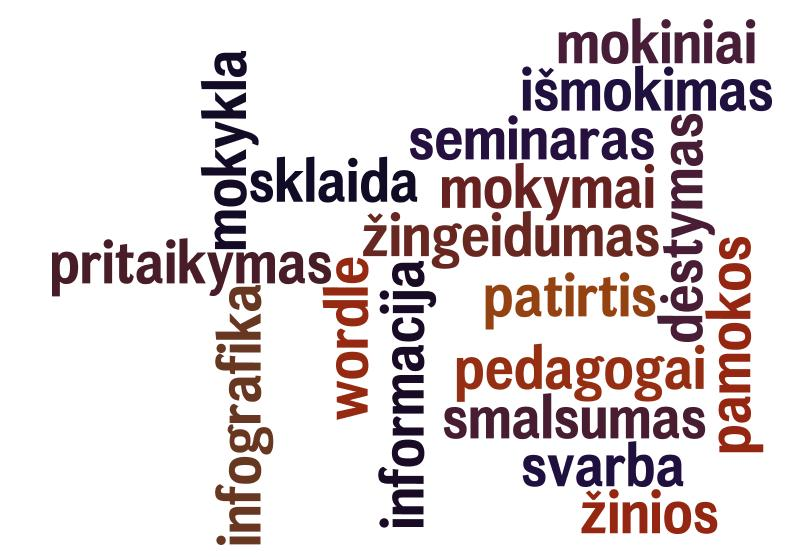 mokiniai
išmokimas
mokykla
seminaras
dėstymas
sklaida
mokymai
žingeidumas
pritaikymas
pamokos
wordle
informacija
patirtis
infografika
pedagogai
smalsumas
svarba
žinios